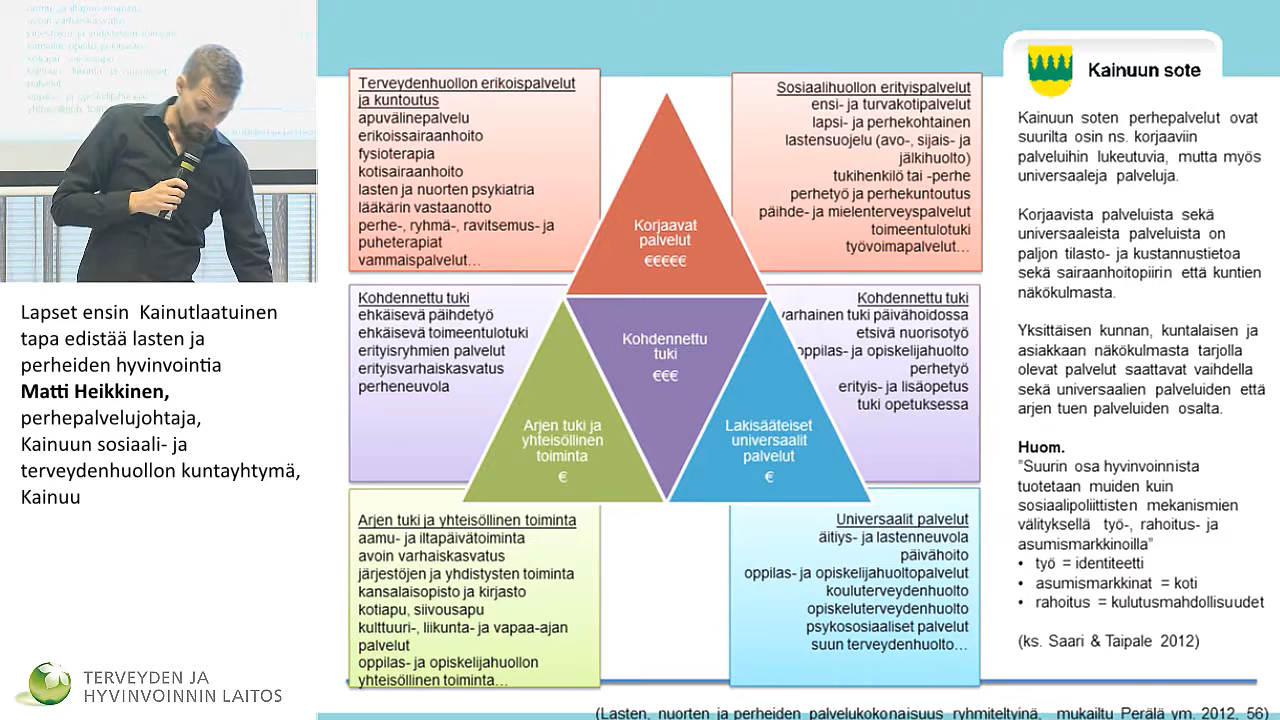 Lapset ensin Kainutlaatuinen
tapa edistää lasten ja
perheiden hyvinvointia
Matti Heikkinen,
perhepalvelujohtaja,
Kainuun sosiaali- ja
terveydenhuollon kuntayhtymä,
Kainuu
TERVEYDEN JA
HYVINVOINNIN LAITOS
Terveydenhuollon erikoispalvelut
ja kuntoutus
apuvälinepalvelu
erikoissairaanhoito
fysioterapia
kotisairaanhoito
lasten ja nuorten psykiatria
lääkärin vastaanotto
perhe-, ryhmä-, ravitsemus- ja
puheterapiat
vammaispalvelut…
Sosiaalihuollon erityispalvelut
ensi- ja turvakotipalvelut
lapsi- ja perhekohtainen
lastensuojelu (avo-, sijais- ja
jälkihuolto)
tukihenkilö tai -perhe
perhetyö ja perhekuntoutus
päihde- ja mielenterveyspalvelut
toimeentulotuki
työvoimapalvelut…
Korjaavat
palvelut
€€€€€
Kohdennettu tuki
ehkäisevä päihdetyö
ehkäisevä toimeentulotuki
erityisryhmien palvelut
erityisvarhaiskasvatus
perheneuvola
Kohdennettu
tuki
€€€
Kohdennettu tuki
varhainen tuki päivähoidossa
etsivä nuorisotyö
oppilas- ja opiskelijahuolto
perhetyö
erityis- ja lisäopetus
tuki opetuksessa
Arjen tuki ja
yhteisöllinen
toiminta
€
Lakisääteiset
universaalit
palvelut
€
Arjen tuki ja yhteisöllinen toiminta
aamu- ja iltapäivätoiminta
avoin varhaiskasvatus
järjestöjen ja yhdistysten toiminta
kansalaisopisto ja kirjasto
kotiapu, siivousapu
kulttuuri-, liikunta- ja vapaa-ajan
palvelut
oppilas- ja opiskelijahuollon
yhteisöllinen toiminta…
Universaalit palvelut
äitiys- ja lastenneuvola
päivähoito
oppilas- ja opiskelijahuoltopalvelut
kouluterveydenhuolto
opiskeluterveydenhuolto
psykososiaaliset palvelut
suun terveydenhuolto…
Kainuun sote
Kainuun soten perhepalvelut ovat
suurilta osin ns. korjaaviin
palveluihin lukeutuvia, mutta myös
universaaleja palveluja.
Korjaavista palveluista sekä
universaaleista palveluista on
paljon tilasto- ja kustannustietoa
sekä sairaanhoitopiirin että kuntien
näkökulmasta.
Yksittäisen kunnan, kuntalaisen ja
asiakkaan näkökulmasta tarjolla
olevat palvelut saattavat vaihdella
sekä universaalien palveluiden että
arjen tuen palveluiden osalta.
Huom.
”Suurin osa hyvinvoinnista
tuotetaan muiden kuin
sosiaalipoliittisten mekanismien
välityksellä työ-, rahoitus- ja
asumismarkkinoilla”
• työ = identiteetti
• asumismarkkinat = koti
• rahoitus = kulutusmahdollisuudet
(ks. Saari & Taipale 2012)
(Lasten, nuorten ja perheiden palvelukokonaisuus ryhmiteltyinä, mukailtu Perälä ym. 2012, 56)